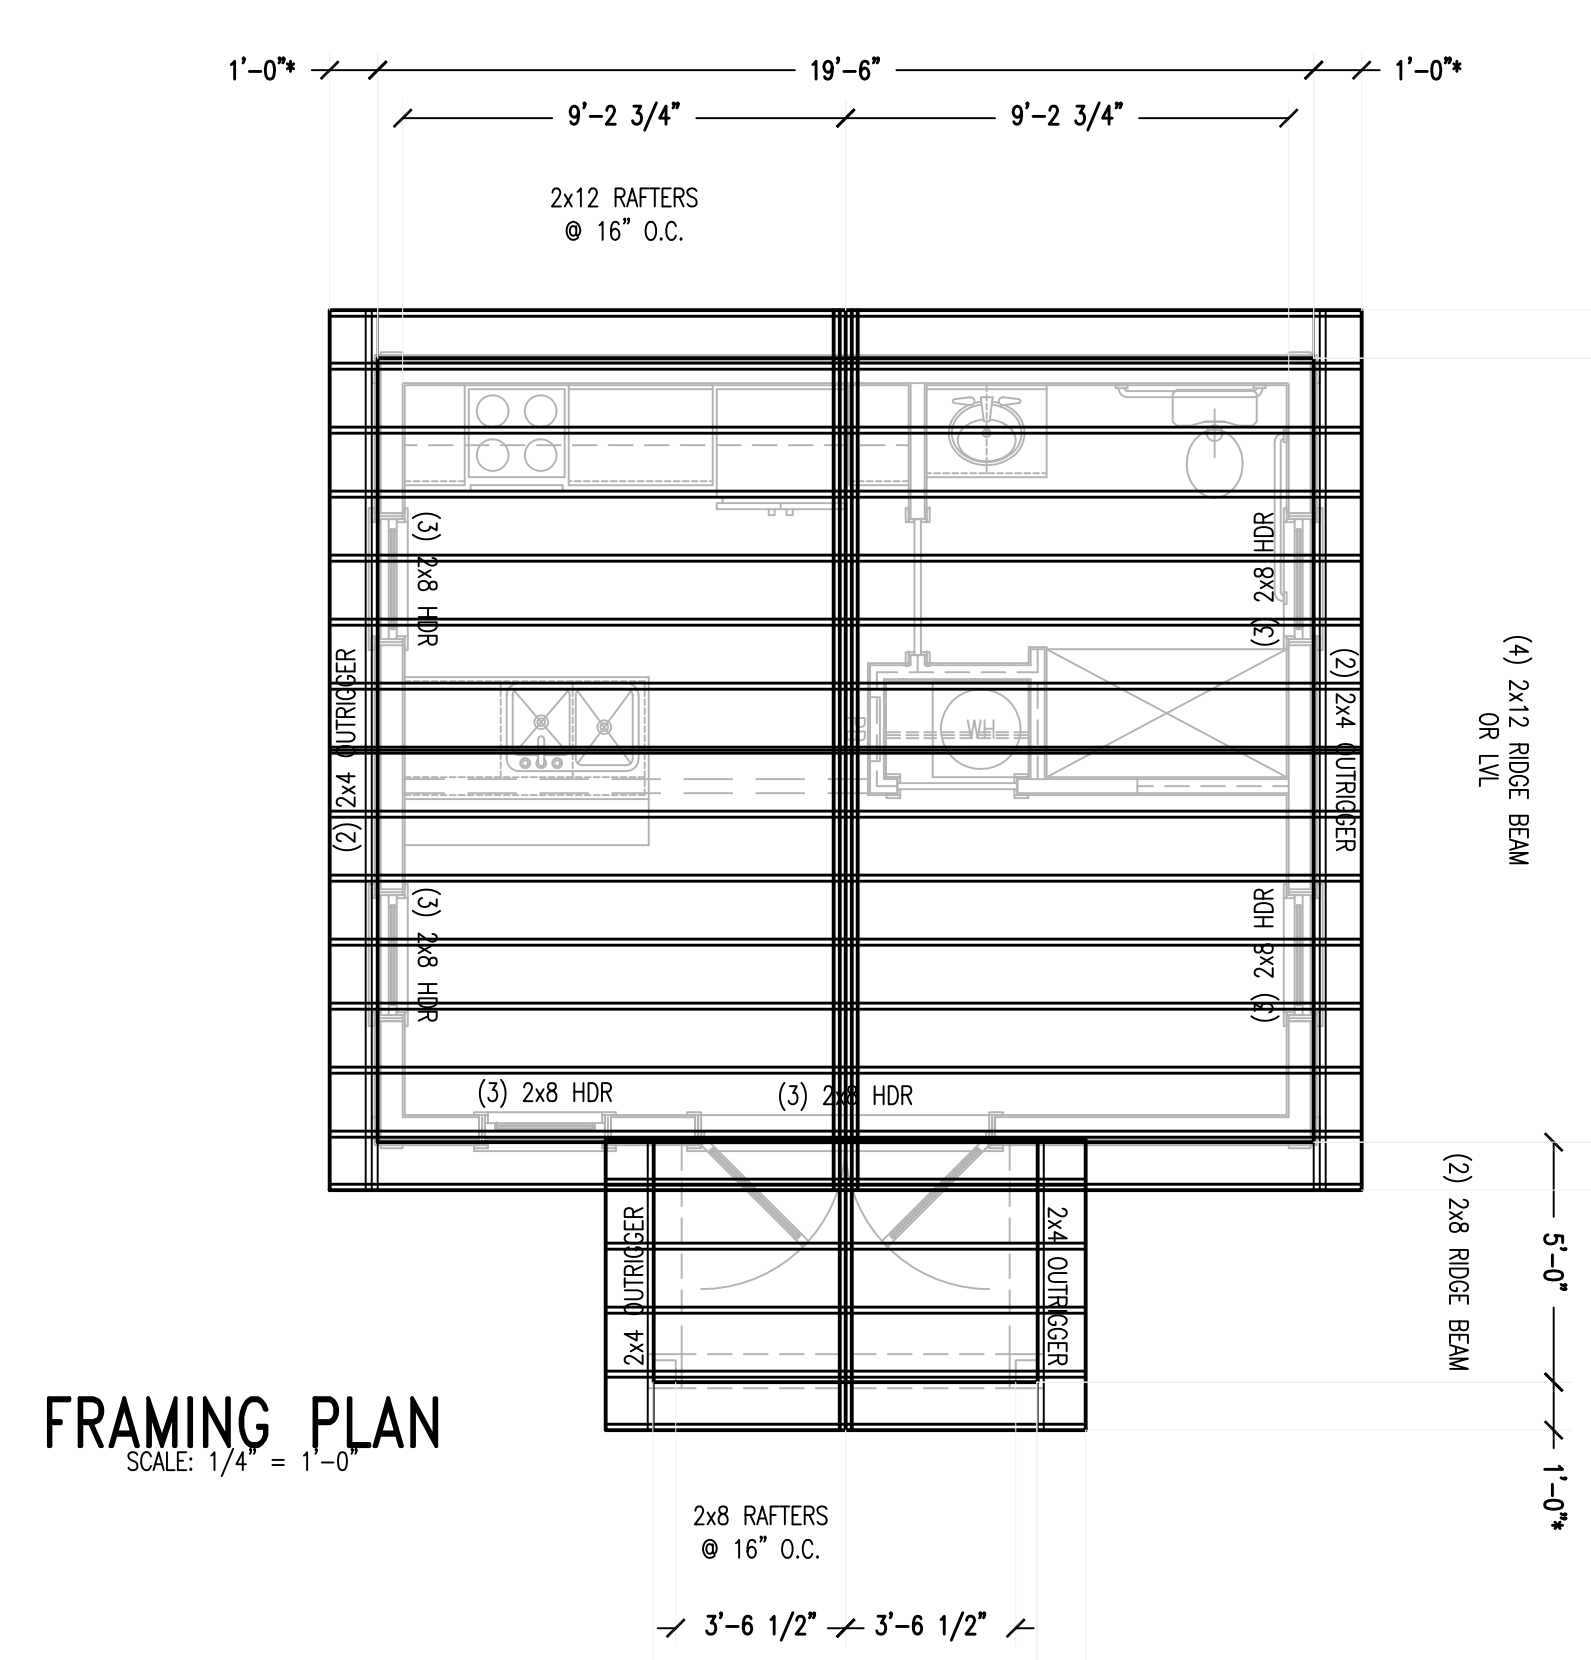 1'-0"*
19'-6"
1'-0"*
9'-2 3/4"
9'-2 3/4"
2x12 RAFTERS
@ 16" O.C.
(3) 2x8 HDR
(3) 2x8 HDR
(2) 2x4 OUTRIGGER
(2) 2x4 OUTRIGGER
(4) 2x12 RIDGE BEAM
OR LVL
WH
(3) 2x8 HDR
(3) 2x8 HDR
(3) 2x8 HDR
(3) 2x8 HDR
2x4 OUTRIGGER
2x4 OUTRIGGER
(2) 2x8 RIDGE BEAM
5'-0"
1'-0"*
FRAMING PLAN
SCALE: 1/4" = 1'-0"
2x8 RAFTERS
@ 16" O.C.
3'-6 1/2"
3'-6 1/2"